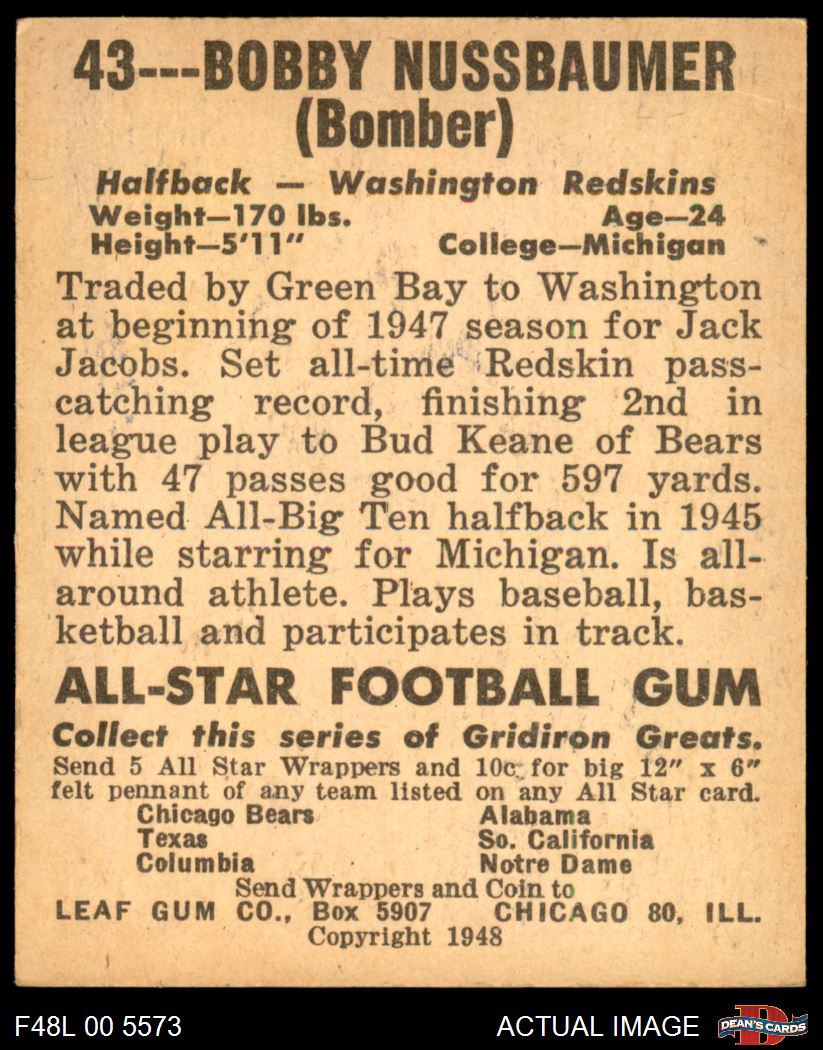 43---BOBBY NUSSBAUMER
(Bomber)
Halfback — Washington Redskins
Weight—170 lbs. Age—24
Height—5'11" College—Michigan
Traded by Green Bay to Washington
at beginning of 1947 season for Jack
Jacobs. Set all-time Redskin pass-
catching record, finishing 2nd in
league play to Bud Keane of Bears
with 47 passes good for 597 yards.
Named All-Big Ten halfback in 1945
while starring for Michigan. Is all-
around athlete. Plays baseball, bas-
ketball and participates in track.
ALL-STAR FOOTBALL GUM
Collect this series of Gridiron Greats.
Send 5 All Star Wrappers and 10c for big 12" x 6"
felt pennant of any team listed on any All Star card.
Chicago Bears Alabama
Texas So. California
Columbia Notre Dame
Send Wrappers and Coin to
LEAF GUM CO., Box 5907 CHICAGO 80, ILL.
Copyright 1948
F48L 00 5573 ACTUAL IMAGE D DEAN'S CARDS